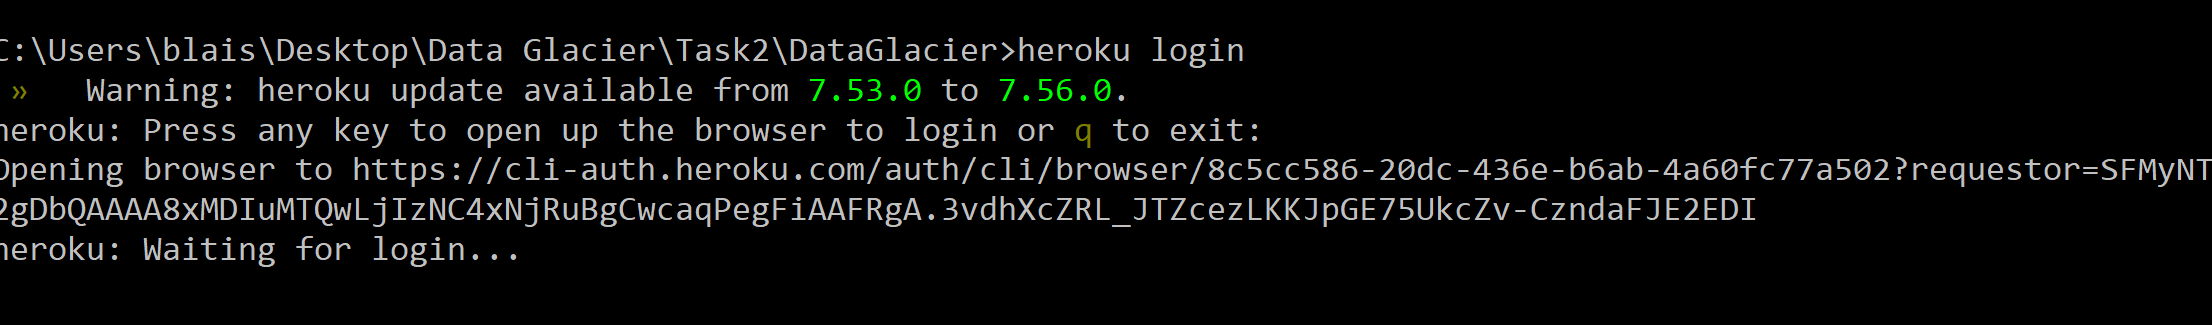 C:\Users\blais\Desktop\Data Glacier\Task2\DataGlacier>heroku login
» Warning: heroku update available from 7.53.0 to 7.56.0.
heroku: Press any key to open up the browser to login or q to exit:
Opening browser to https://cli-auth.heroku.com/auth/cli/browser/8c5cc586-20dc-436e-b6ab-4a60fc77a502?requestor=SFMyNT
2gDbQAAAA8xMDIuMTQwLjIzNC4xNjRuBgCwcaqPegFiAAFRgA.3vdhXcZRL_JTZcezLKKJpGE75UkcZv-CzndaFJE2EDI
heroku: Waiting for login...